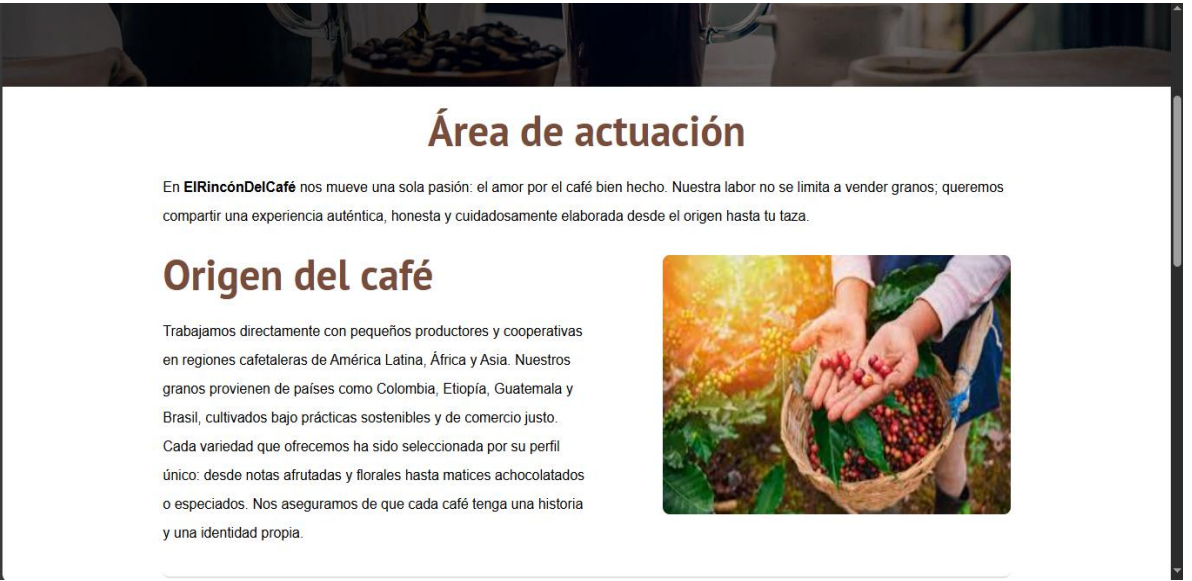 Área de actuación
En ElRincónDelCafé nos mueve una sola pasión: el amor por el café bien hecho. Nuestra labor no se limita a vender granos; queremos
compartir una experiencia auténtica, honesta y cuidadosamente elaborada desde el origen hasta tu taza.
Origen del café
Trabajamos directamente con pequeños productores y cooperativas
en regiones cafetaleras de América Latina, África y Asia. Nuestros
granos provienen de países como Colombia, Etiopía, Guatemala y
Brasil, cultivados bajo prácticas sostenibles y de comercio justo.
Cada variedad que ofrecemos ha sido seleccionada por su perfil
único: desde notas afrutadas y florales hasta matices achocolatados
o especiados. Nos aseguramos de que cada café tenga una historia
y una identidad propia.